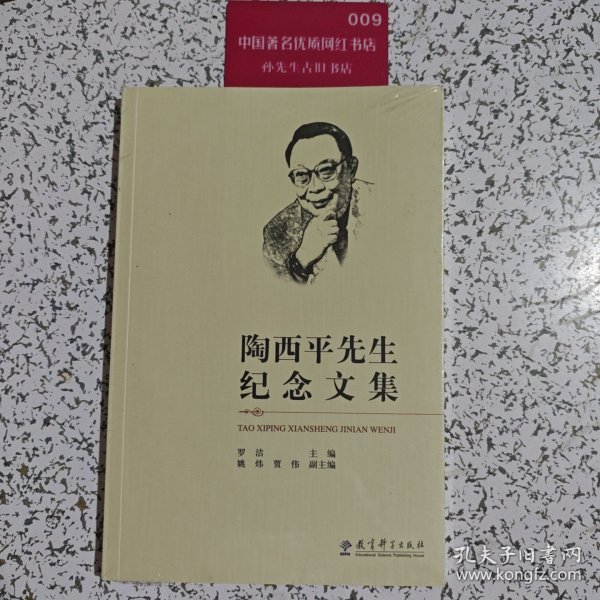 009
中国著名优质网红书店
孙先生古旧书店
陶西平先生
纪念文集
TAO XIPING XIANSHENG JINIAN WENJI
罗洁 主编
姚炜 贾伟 副主编
教育科学出版社
Educational Science Publishing House
孔夫子旧书网
www.kongfz.com